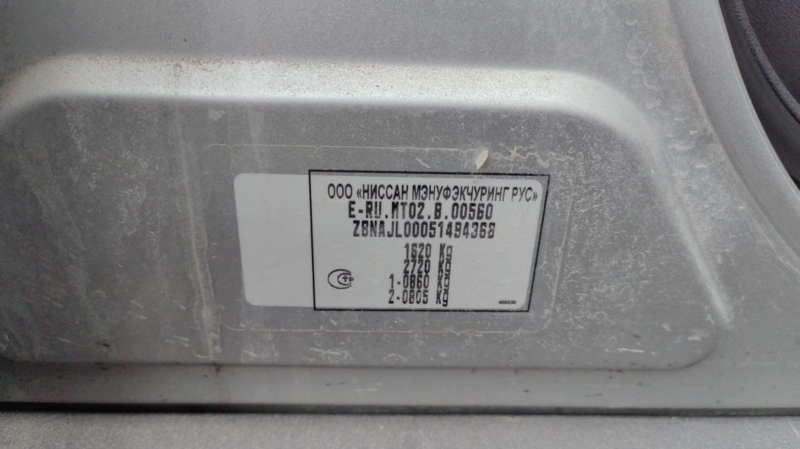 ООО «НИССАН МЭНУФЭКЧУРИНГ РУС»
E-RU.MT02.B.00560
Z8NAJL00051494368
1620 Kg
2720 Kg
1-0860 Kg
2-0805 Kg